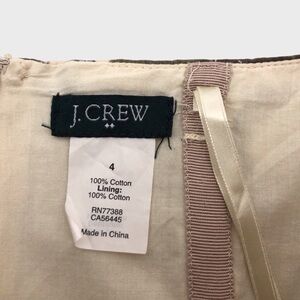 J.CREW
4
100% Cotton
Lining:
100% Cotton
RN77388
CA56445
Made in China